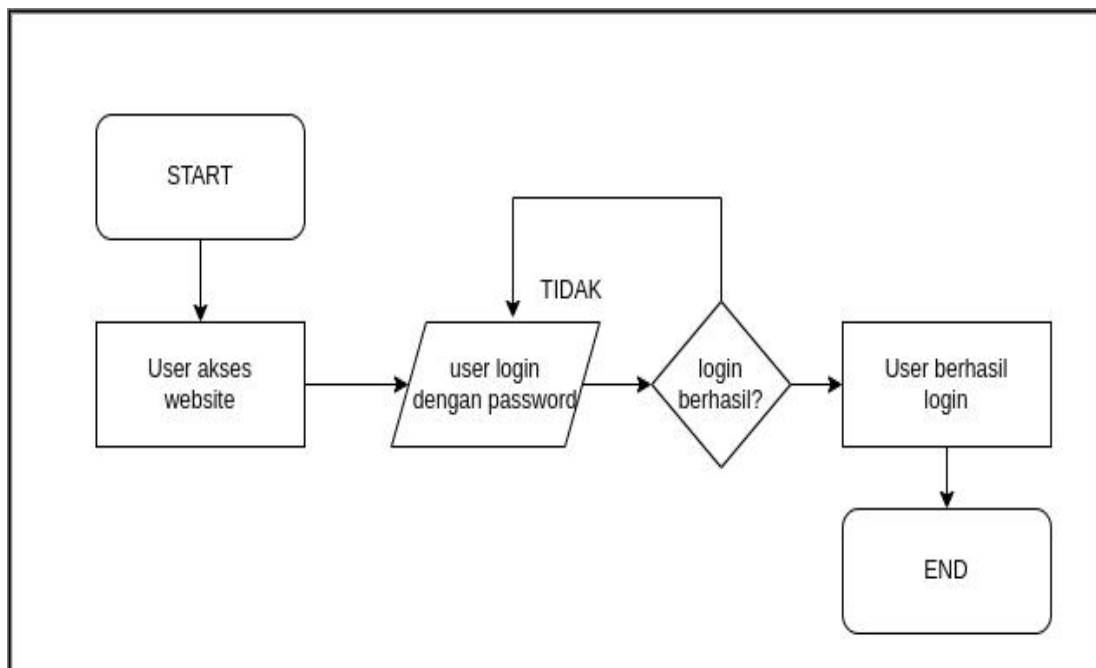 START
User akses
website
TIDAK
user login
dengan password
login
berhasil?
User berhasil
login
END